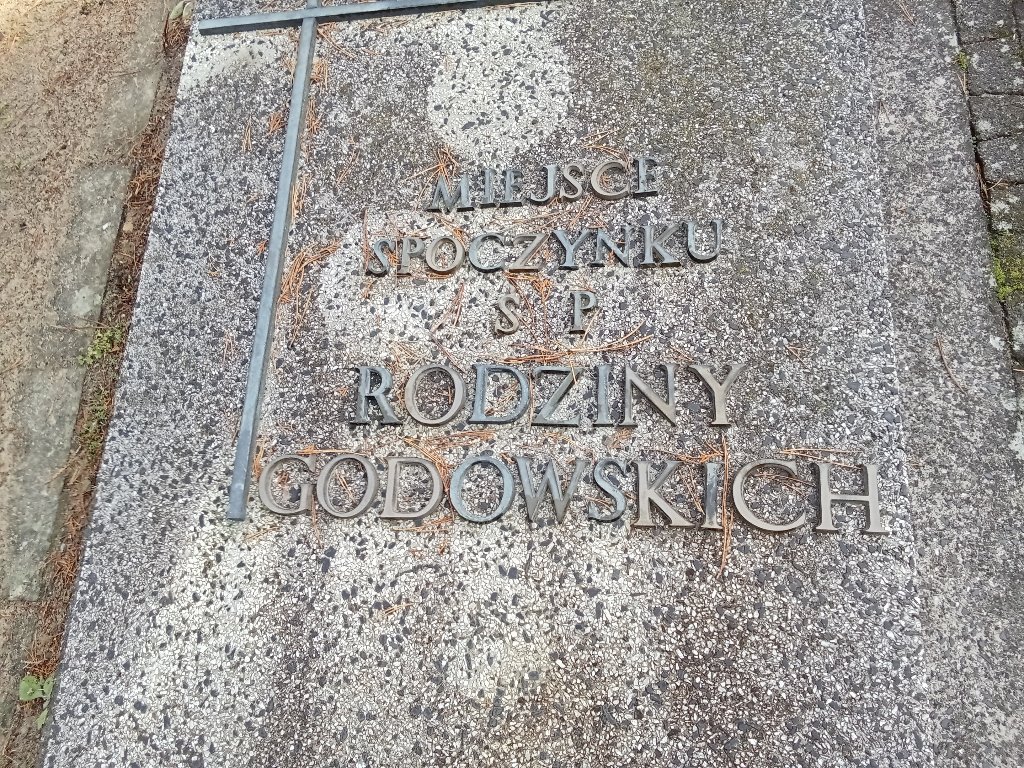 MIEJSCE
SPOCZYNKU
S P
RODZINY
GODOWSKICH